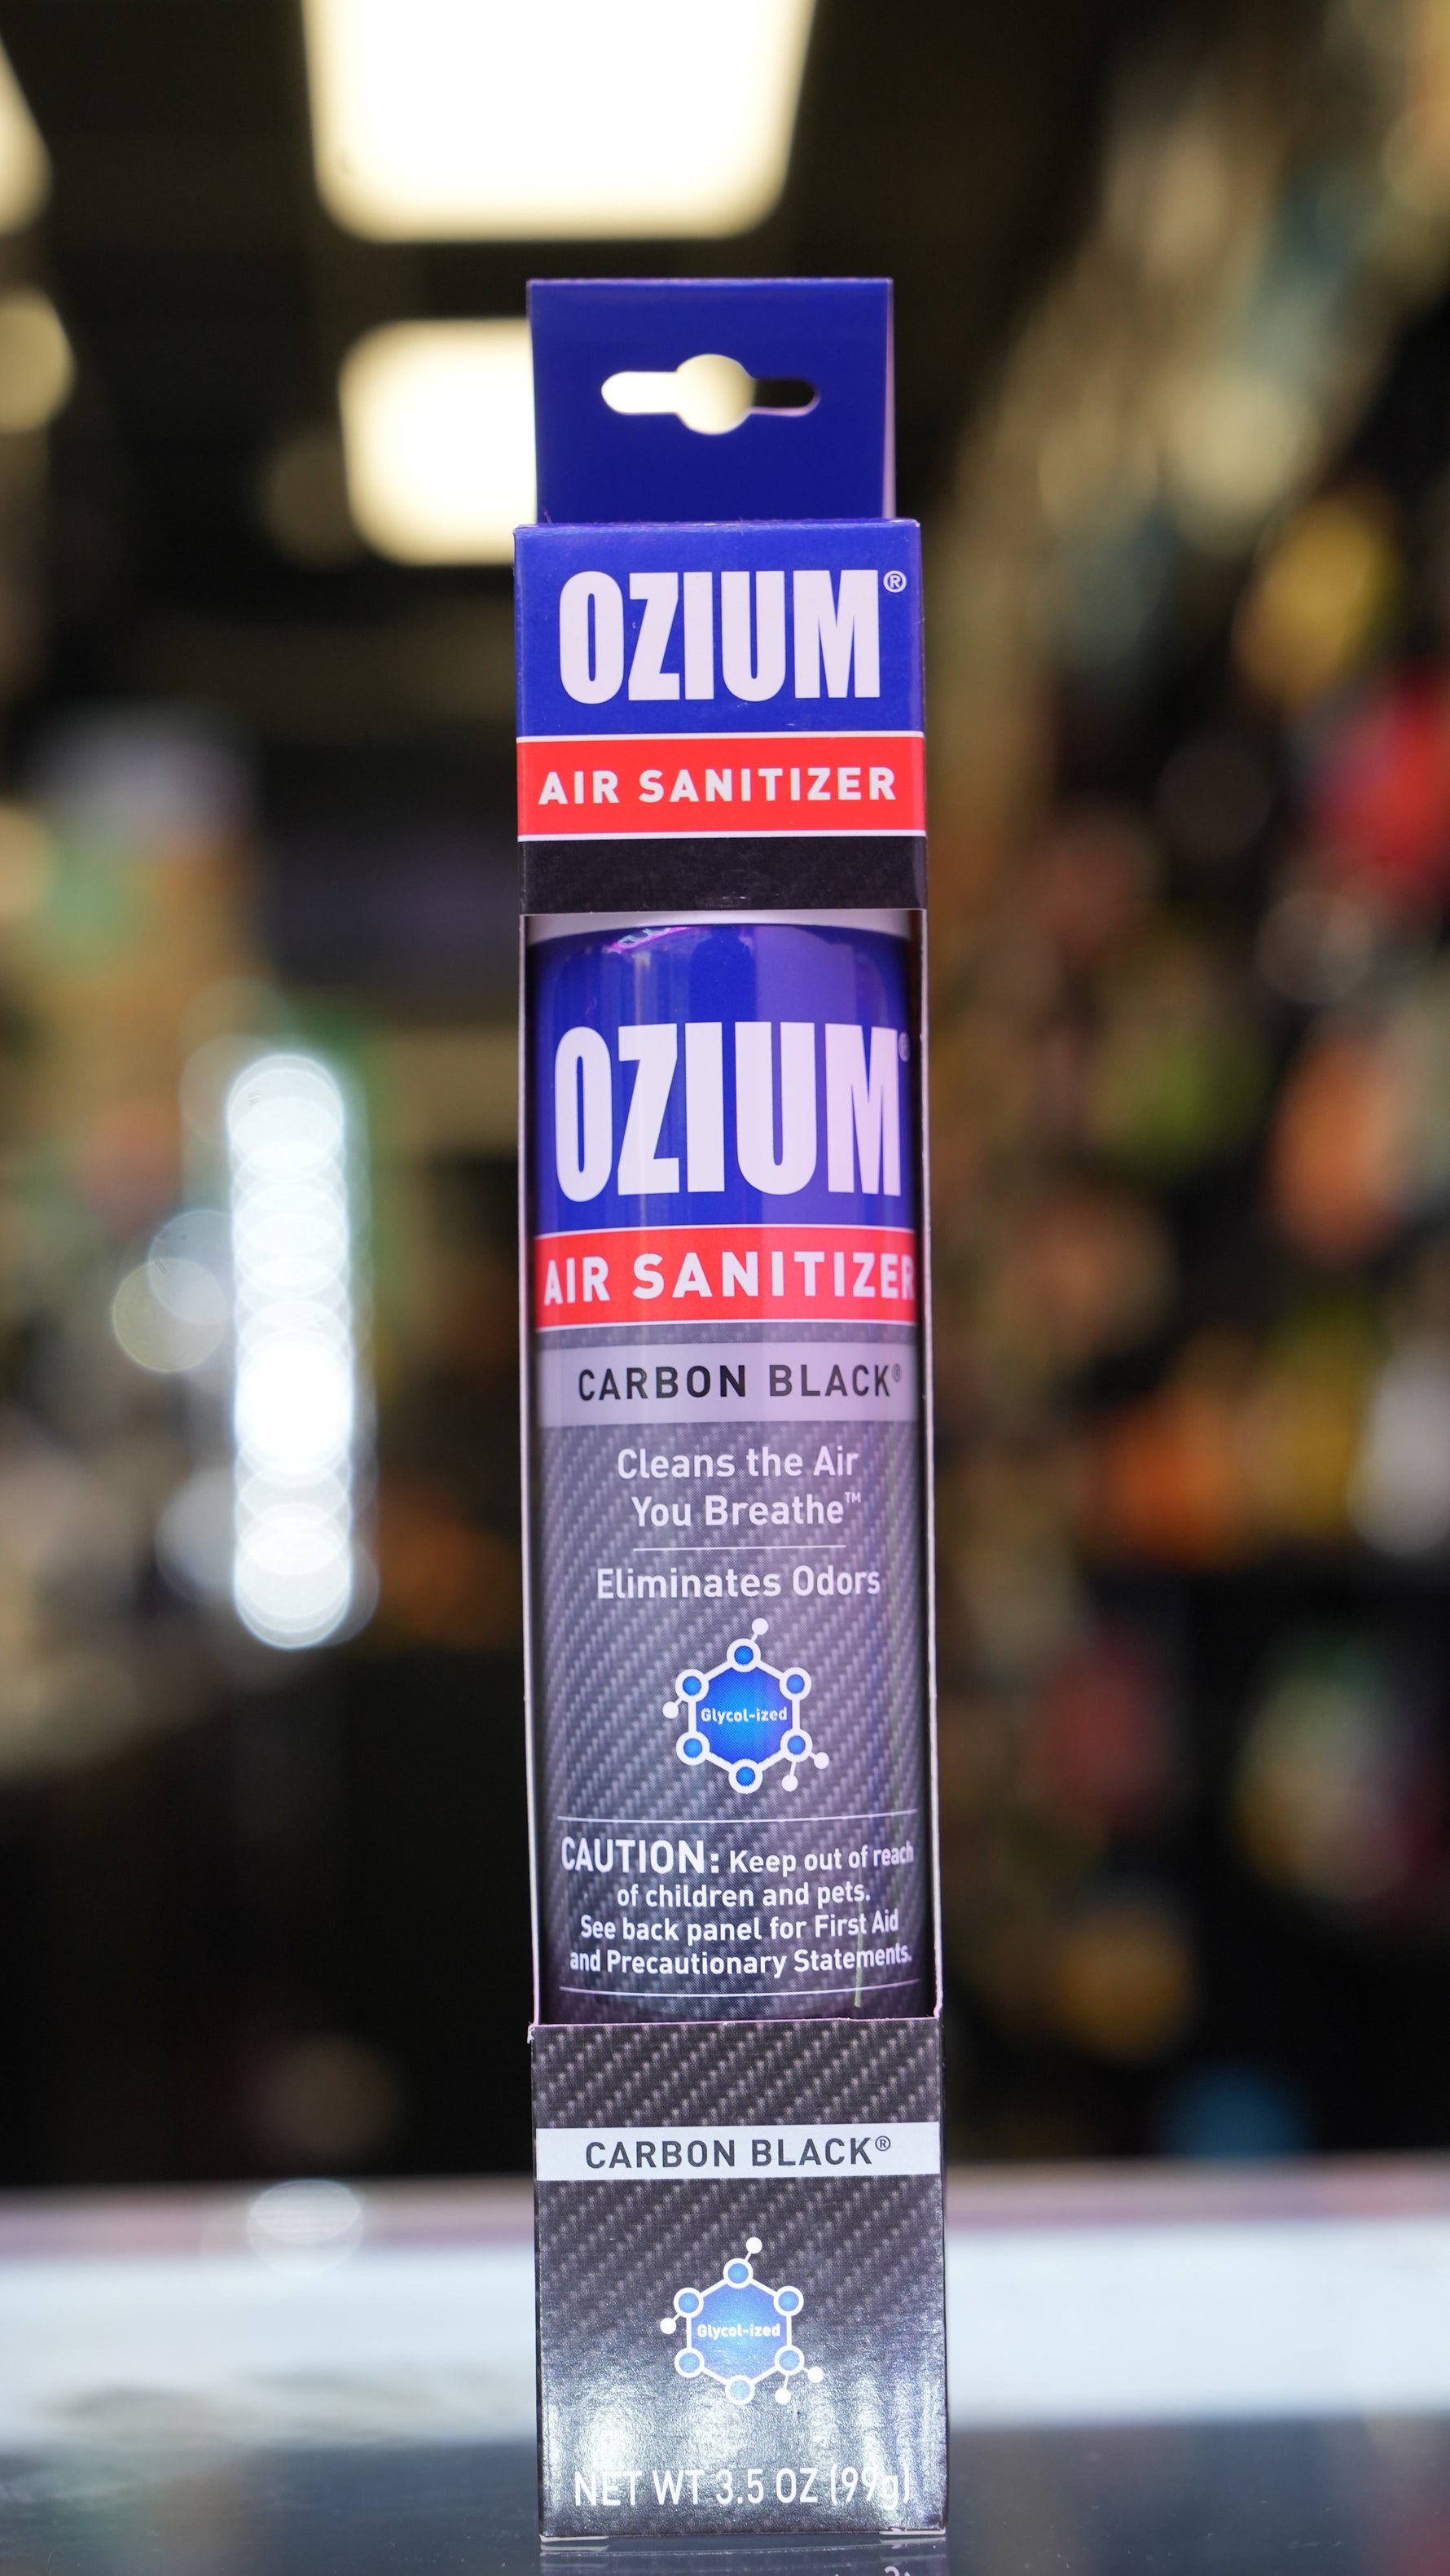 OZIUM®
AIR SANITIZER
OZIUM®
AIR SANITIZER
CARBON BLACK®
Cleans the Air
You Breathe™
Eliminates Odors
Glycol-ized
CAUTION: Keep out of reach
of children and pets.
See back panel for First Aid
and Precautionary Statements.
CARBON BLACK®
Glycol-ized
NET WT 3.5 OZ (99g)